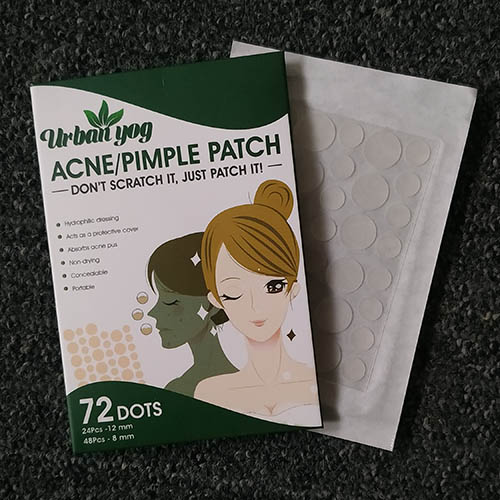 Urban yog
ACNE/PIMPLE PATCH
DON'T SCRATCH IT, JUST PATCH IT!
Hydrophilic dressing
Acts as a protective cover
Absorbs acne pus
Non-drying
Concealable
Portable
72 DOTS
24Pcs -12 mm
48Pcs - 8 mm